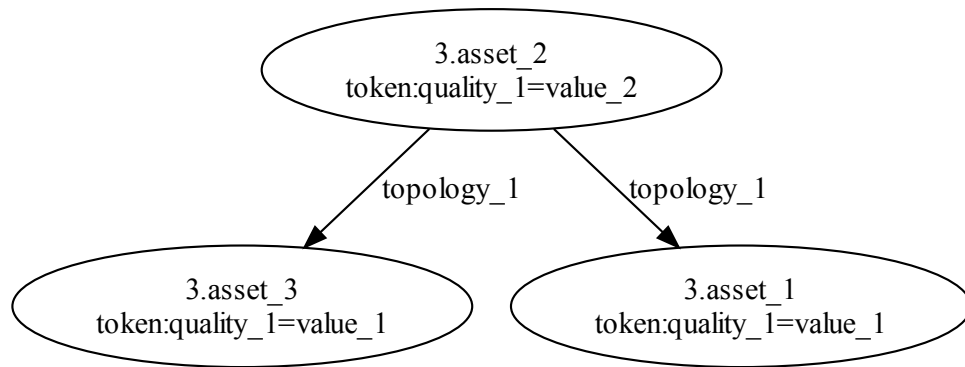 3.asset_2
token:quality_1=value_2
topology_1
topology_1
3.asset_3
token:quality_1=value_1
3.asset_1
token:quality_1=value_1